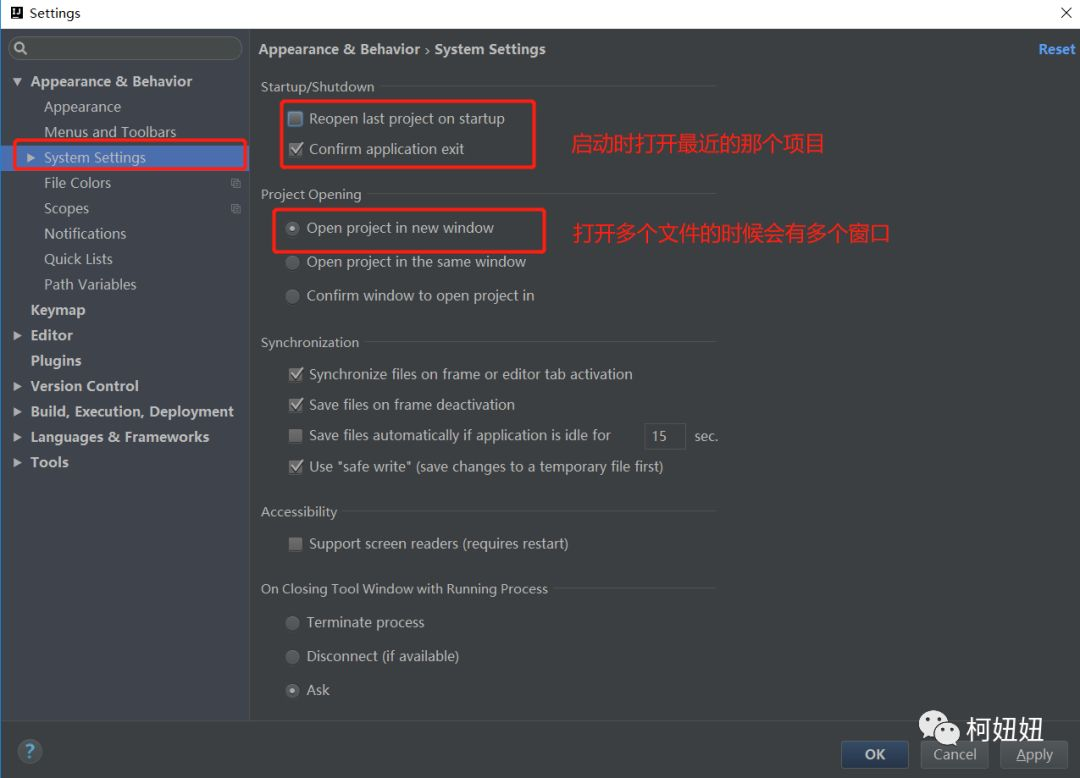 Settings
Appearance & Behavior › System Settings
Reset
Appearance & Behavior
Appearance
Menus and Toolbars
System Settings
File Colors
Scopes
Notifications
Quick Lists
Path Variables
Keymap
Editor
Plugins
Version Control
Build, Execution, Deployment
Languages & Frameworks
Tools
Startup/Shutdown
Reopen last project on startup
Confirm application exit
启动时打开最近的那个项目
Project Opening
Open project in new window
打开多个文件的时候会有多个窗口
Open project in the same window
Confirm window to open project in
Synchronization
Synchronize files on frame or editor tab activation
Save files on frame deactivation
Save files automatically if application is idle for 15 sec.
Use "safe write" (save changes to a temporary file first)
Accessibility
Support screen readers (requires restart)
On Closing Tool Window with Running Process
Terminate process
Disconnect (if available)
Ask
柯妞妞
?
OK
Cancel
Apply